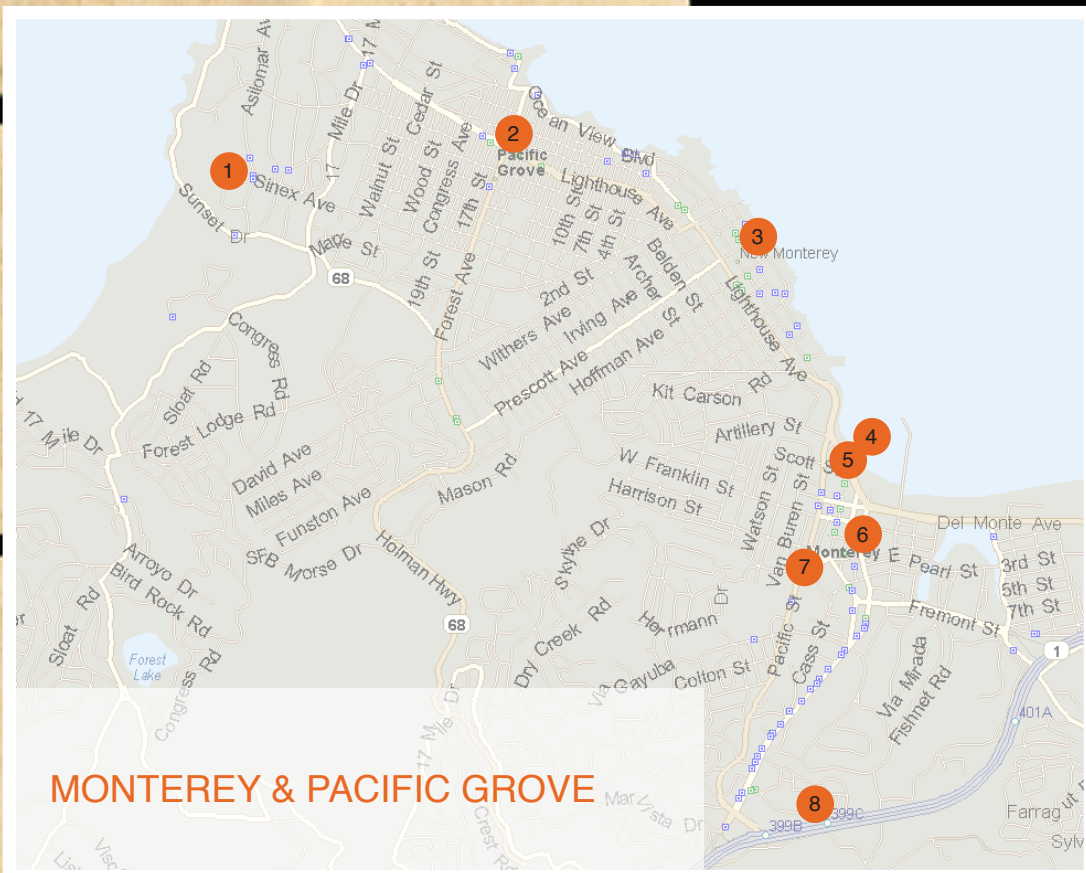 Asilomar Av
17 M
Mile Dr
17
Cedar St
Ocean View Blvd
2
Pacific
Grove
1
Sinex Ave
Sunset Dr
Walnut St
Wood St
Congress Ave
17th St
Lighthouse Ave
10th St
7th St
4th St
3
New Monterey
68
19th St
Forest Ave
2nd St
Belden St
Archer St
Lighthouse Ave
Withers Ave
Irving Ave
Prescott Ave
Hoffman Ave
Congress Rd
Sloat Rd
Forest Lodge Rd
17 Mile Dr
Kit Carson Rd
Artillery St
4
5
Scott S
W Franklin St
Harrison St
Watson St
Van Buren St
David Ave
Miles Ave
Funston Ave
SFB Morse Dr
Mason Rd
Holman Hwy
Skyline Dr
Del Monte Ave
6
Monterey
7
E Pearl St
3rd St
5th St
7th St
Fremont St
1
Arroyo Dr
Bird Rock Rd
Sloat Rd
Forest
Lake
Congress Rd
68
Dry Creek Rd
Herrmann Dr
Via Gayuba
Colton St
Pacific St
Cass St
Via Mirada
Fishnet Rd
401A
17 Mile Dr
MONTEREY & PACIFIC GROVE
Crest Rd
Mar Vista Dr
8
399B
399C
Farrag
ut
Sylv